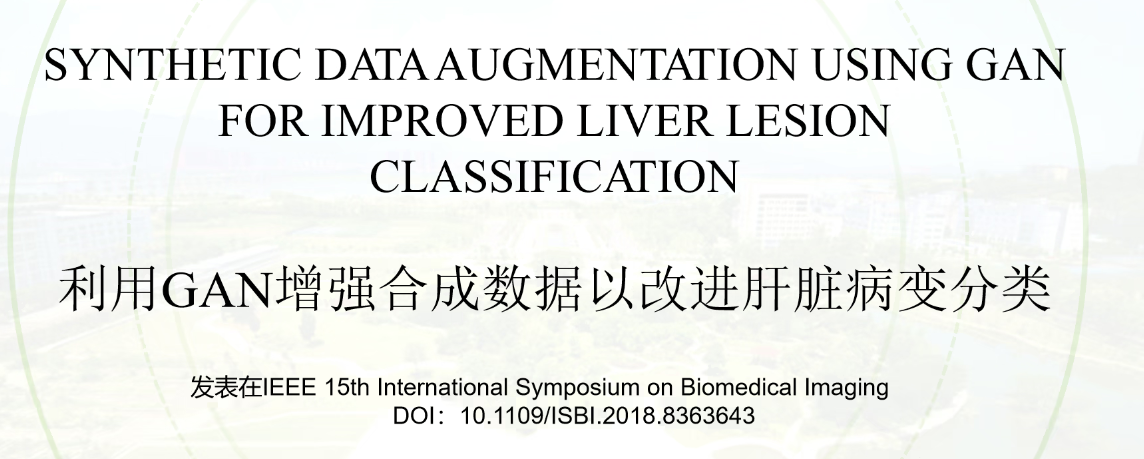 SYNTHETIC DATA AUGMENTATION USING GAN
FOR IMPROVED LIVER LESION
CLASSIFICATION
利用GAN增强合成数据以改进肝脏病变分类
发表在IEEE 15th International Symposium on Biomedical Imaging
DOI：10.1109/ISBI.2018.8363643